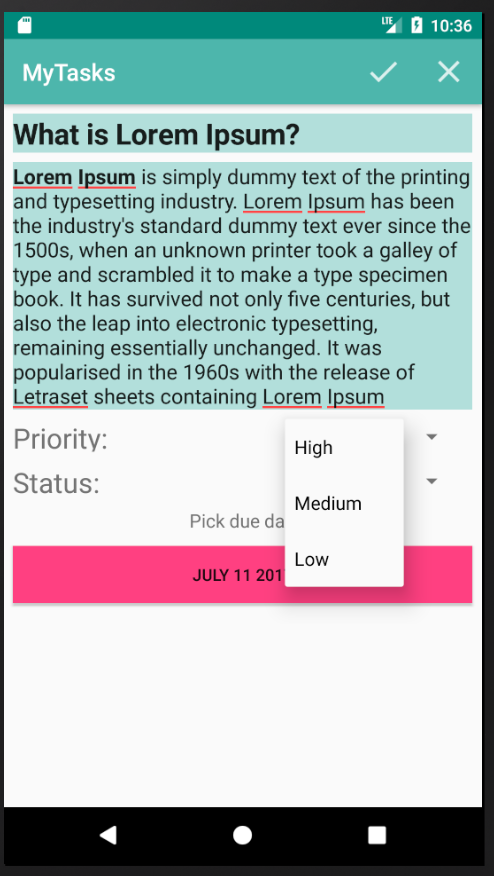 LTE 10:36
MyTasks
What is Lorem Ipsum?
Lorem Ipsum is simply dummy text of the printing
and typesetting industry. Lorem Ipsum has been
the industry's standard dummy text ever since the
1500s, when an unknown printer took a galley of
type and scrambled it to make a type specimen
book. It has survived not only five centuries, but
also the leap into electronic typesetting,
remaining essentially unchanged. It was
popularised in the 1960s with the release of
Letraset sheets containing Lorem Ipsum
Priority:
High
Status:
Medium
Pick due da
Low
JULY 11 201